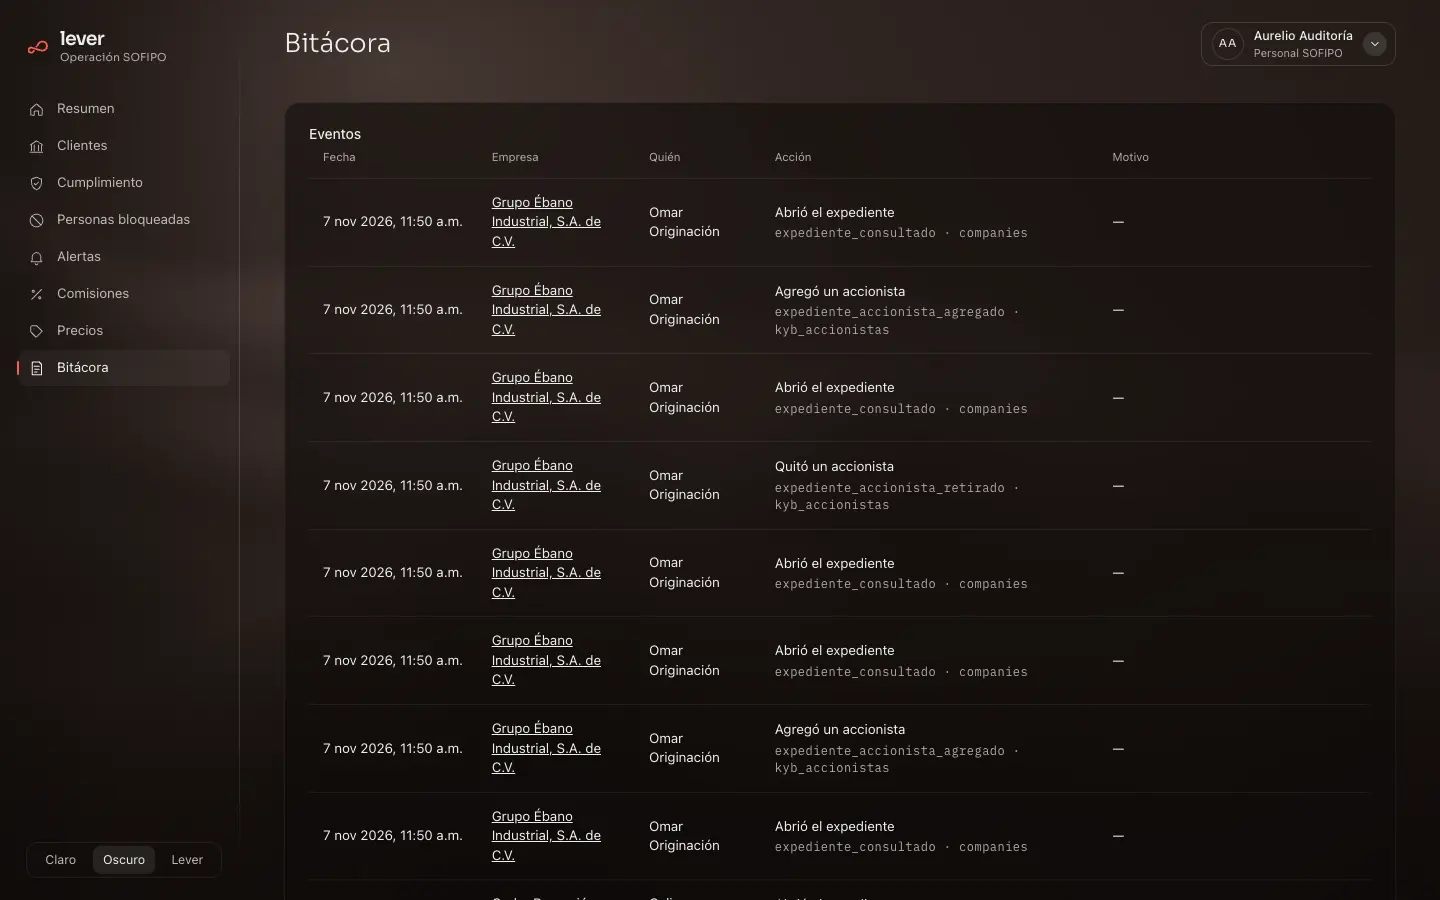 lever
Operación SOFIPO
Resumen
Clientes
Cumplimiento
Personas bloqueadas
Alertas
Comisiones
Precios
Bitácora
Claro
Oscuro
Lever
Bitácora
AA
Aurelio Auditoría
Personal SOFIPO
Eventos
Fecha
Empresa
Quién
Acción
Motivo
7 nov 2026, 11:50 a.m.
Grupo Ébano
Industrial, S.A. de
C.V.
Omar
Originación
Abrió el expediente
expediente_consultado · companies
—
7 nov 2026, 11:50 a.m.
Grupo Ébano
Industrial, S.A. de
C.V.
Omar
Originación
Agregó un accionista
expediente_accionista_agregado ·
kyb_accionistas
—
7 nov 2026, 11:50 a.m.
Grupo Ébano
Industrial, S.A. de
C.V.
Omar
Originación
Abrió el expediente
expediente_consultado · companies
—
7 nov 2026, 11:50 a.m.
Grupo Ébano
Industrial, S.A. de
C.V.
Omar
Originación
Quitó un accionista
expediente_accionista_retirado ·
kyb_accionistas
—
7 nov 2026, 11:50 a.m.
Grupo Ébano
Industrial, S.A. de
C.V.
Omar
Originación
Abrió el expediente
expediente_consultado · companies
—
7 nov 2026, 11:50 a.m.
Grupo Ébano
Industrial, S.A. de
C.V.
Omar
Originación
Abrió el expediente
expediente_consultado · companies
—
7 nov 2026, 11:50 a.m.
Grupo Ébano
Industrial, S.A. de
C.V.
Omar
Originación
Agregó un accionista
expediente_accionista_agregado ·
kyb_accionistas
—
7 nov 2026, 11:50 a.m.
Grupo Ébano
Industrial, S.A. de
C.V.
Omar
Originación
Abrió el expediente
expediente_consultado · companies
—